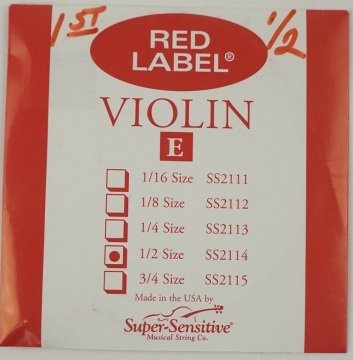 1ST
1/2
RED
LABEL®
VIOLIN
E
1/16 Size SS2111
1/8 Size SS2112
1/4 Size SS2113
1/2 Size SS2114
3/4 Size SS2115
Made in the USA by
Super-Sensitive®
Musical String Co.